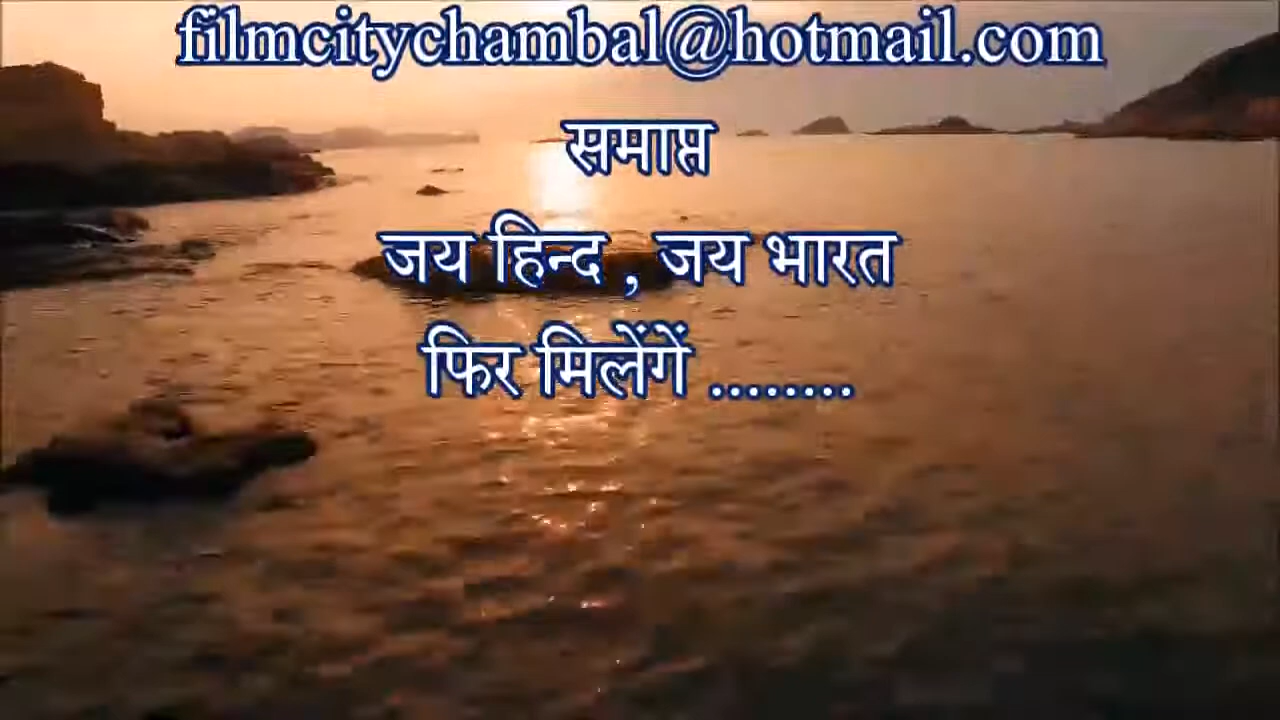 filmcitychambal@hotmail.com
समाप्त
जय हिन्द , जय भारत
फिर मिलेंगें ........